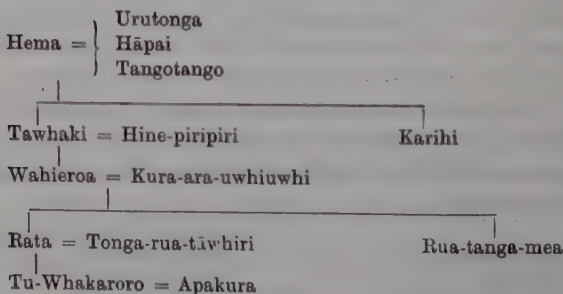 Urutonga
Hema = Hāpai
Tangotango
Tawhaki = Hine-piripiri Karihi
Wahieroa = Kura-ara-uwhiuwhi
Rata = Tonga-rua-tāwhiri Rua-tanga-mea
Tu-Whakaroro = Apakura